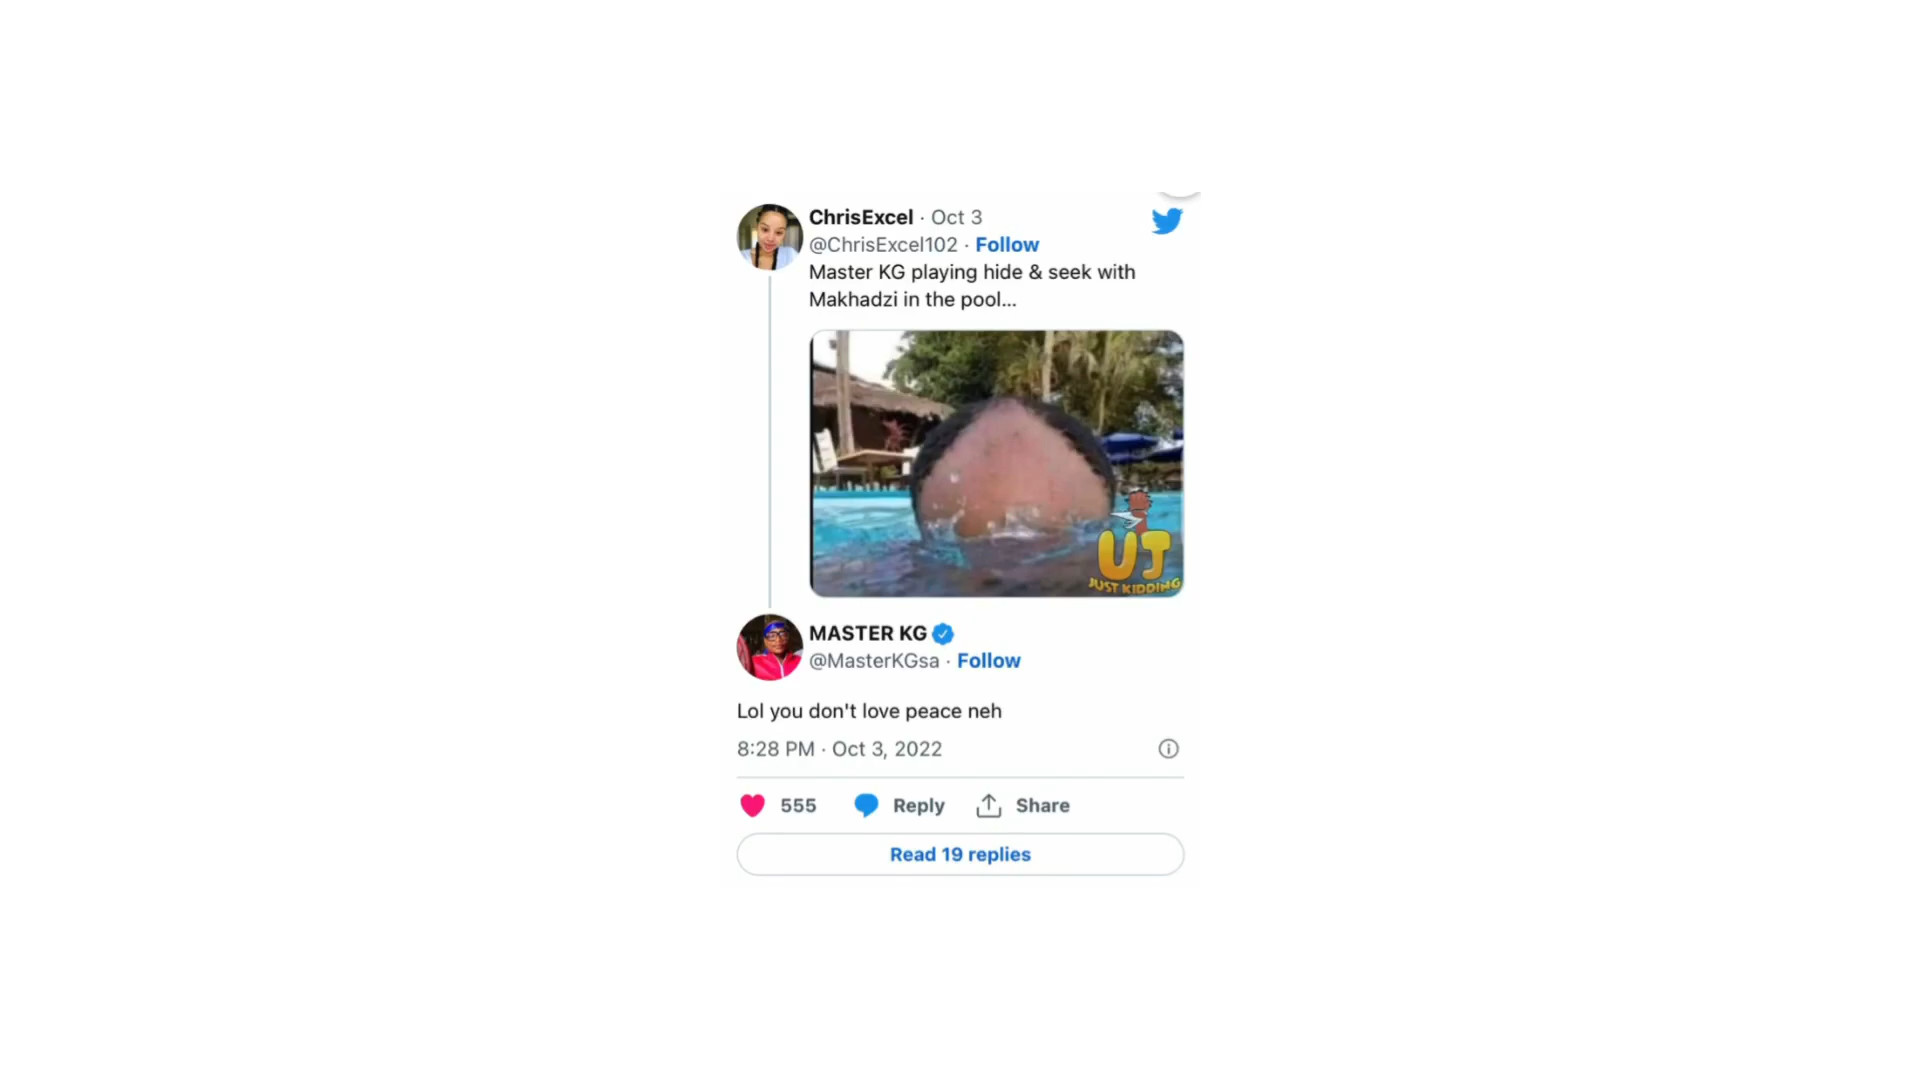 ChrisExcel · Oct 3
@ChrisExcel102 · Follow
Master KG playing hide & seek with
Makhadzi in the pool...
UJ
JUST KIDDING
MASTER KG
@MasterKGsa · Follow
Lol you don't love peace neh
8:28 PM · Oct 3, 2022
555 Reply Share
Read 19 replies